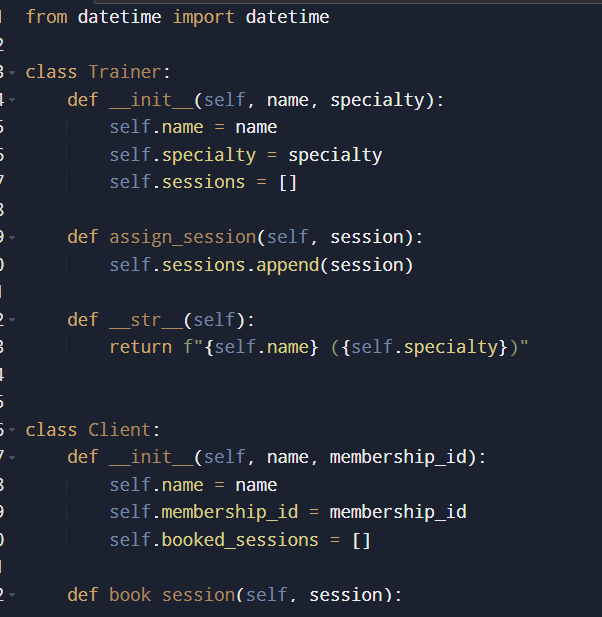 from datetime import datetime
class Trainer:
    def __init__(self, name, specialty):
        self.name = name
        self.specialty = specialty
        self.sessions = []
    def assign_session(self, session):
        self.sessions.append(session)
    def __str__(self):
        return f"{self.name} ({self.specialty})"
class Client:
    def __init__(self, name, membership_id):
        self.name = name
        self.membership_id = membership_id
        self.booked_sessions = []
    def book_session(self, session):